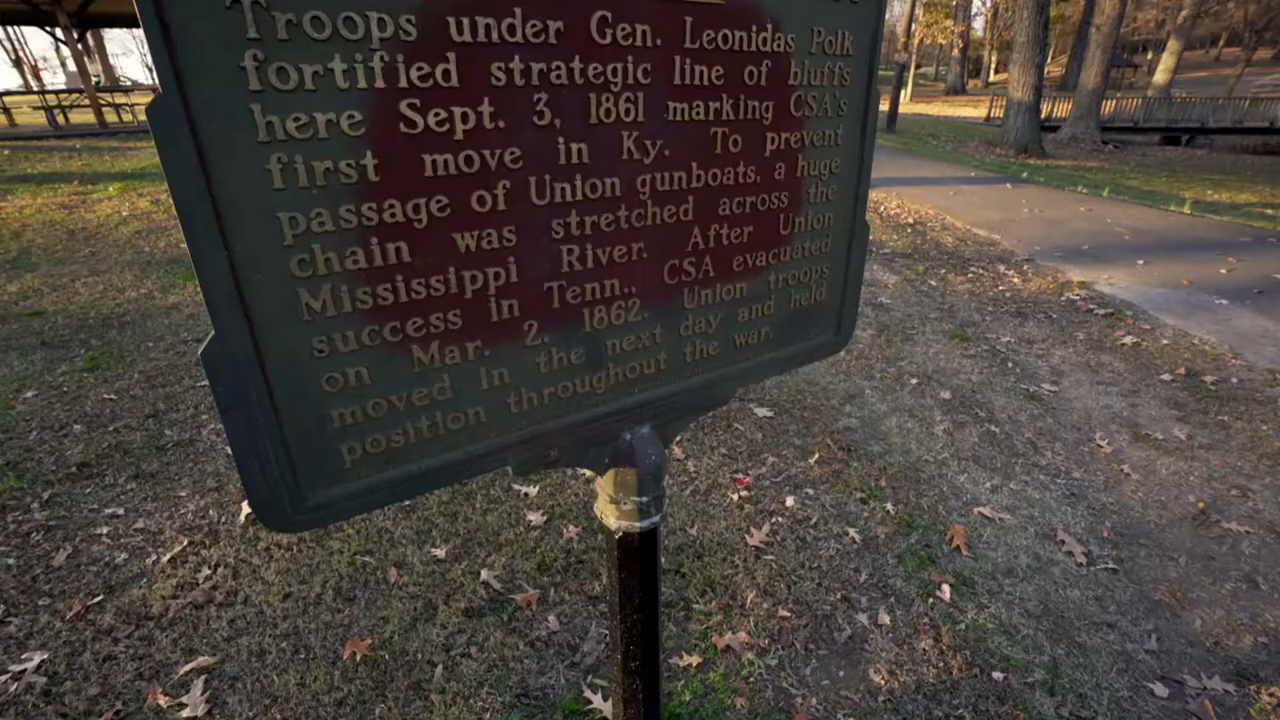 Troops under Gen. Leonidas Polk
fortified strategic line of bluffs
here Sept. 3, 1861 marking CSA's
first move in Ky. To prevent
passage of Union gunboats, a huge
chain was stretched across the
Mississippi River. After Union
success in Tenn., CSA evacuated
on Mar. 2, 1862. Union troops
moved in the next day and held
position throughout the war.